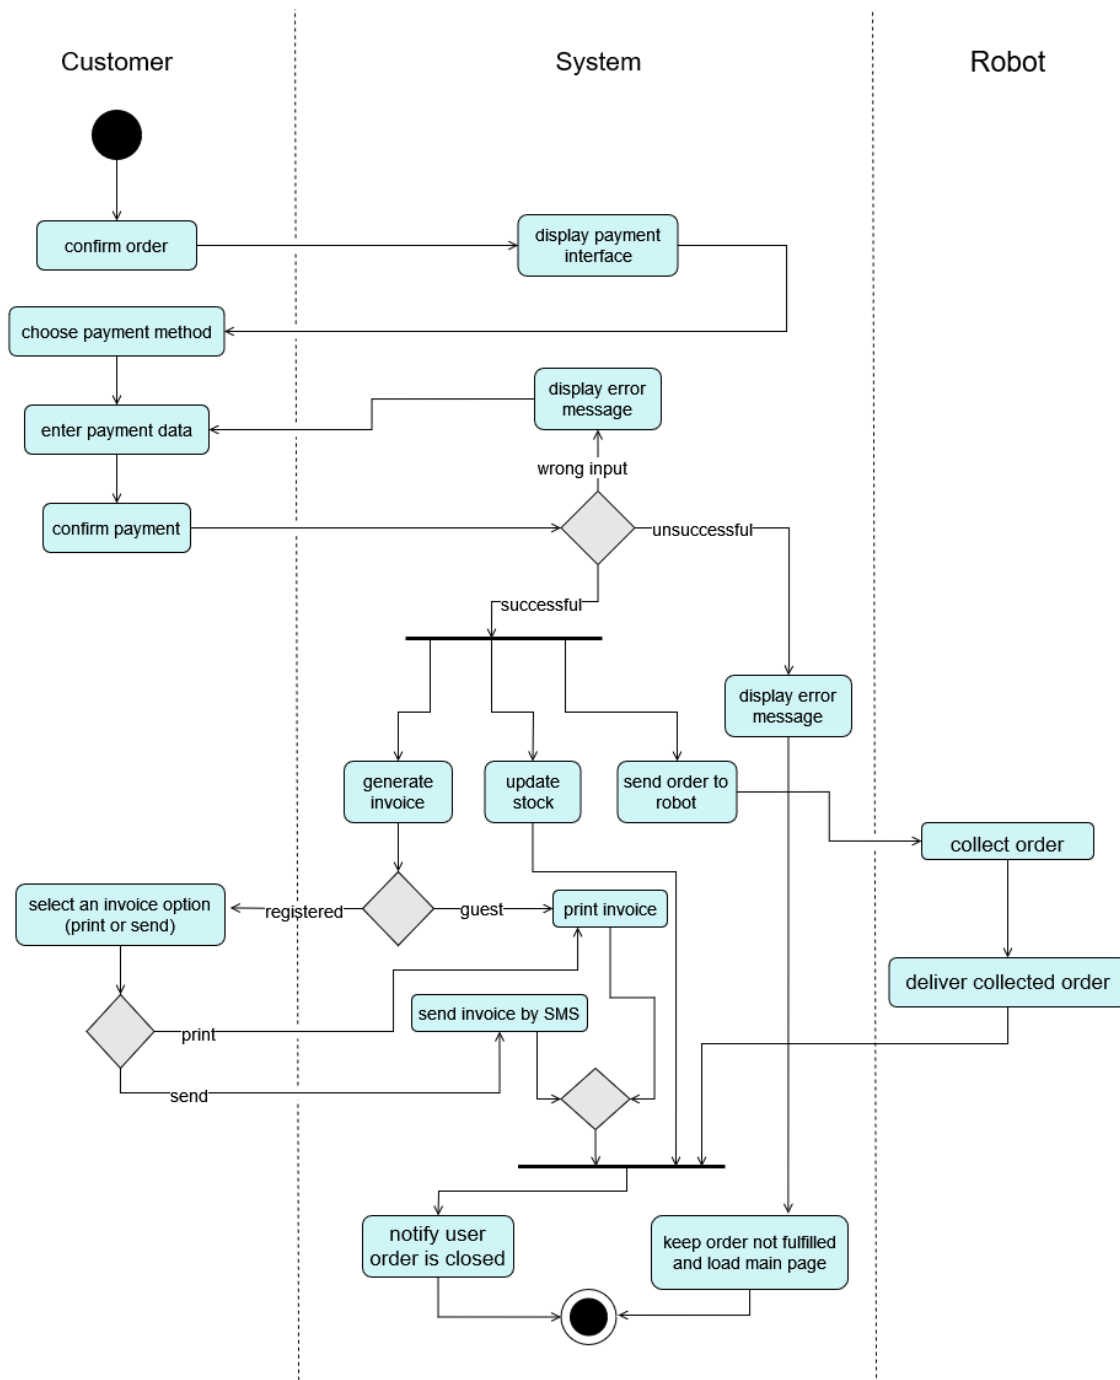 Customer
System
Robot
confirm order
display payment
interface
choose payment method
display error
message
enter payment data
wrong input
confirm payment
unsuccessful
successful
display error
message
generate
invoice
update
stock
send order to
robot
collect order
select an invoice option
(print or send)
registered
guest
print invoice
deliver collected order
send invoice by SMS
print
send
notify user
order is closed
keep order not fulfilled
and load main page